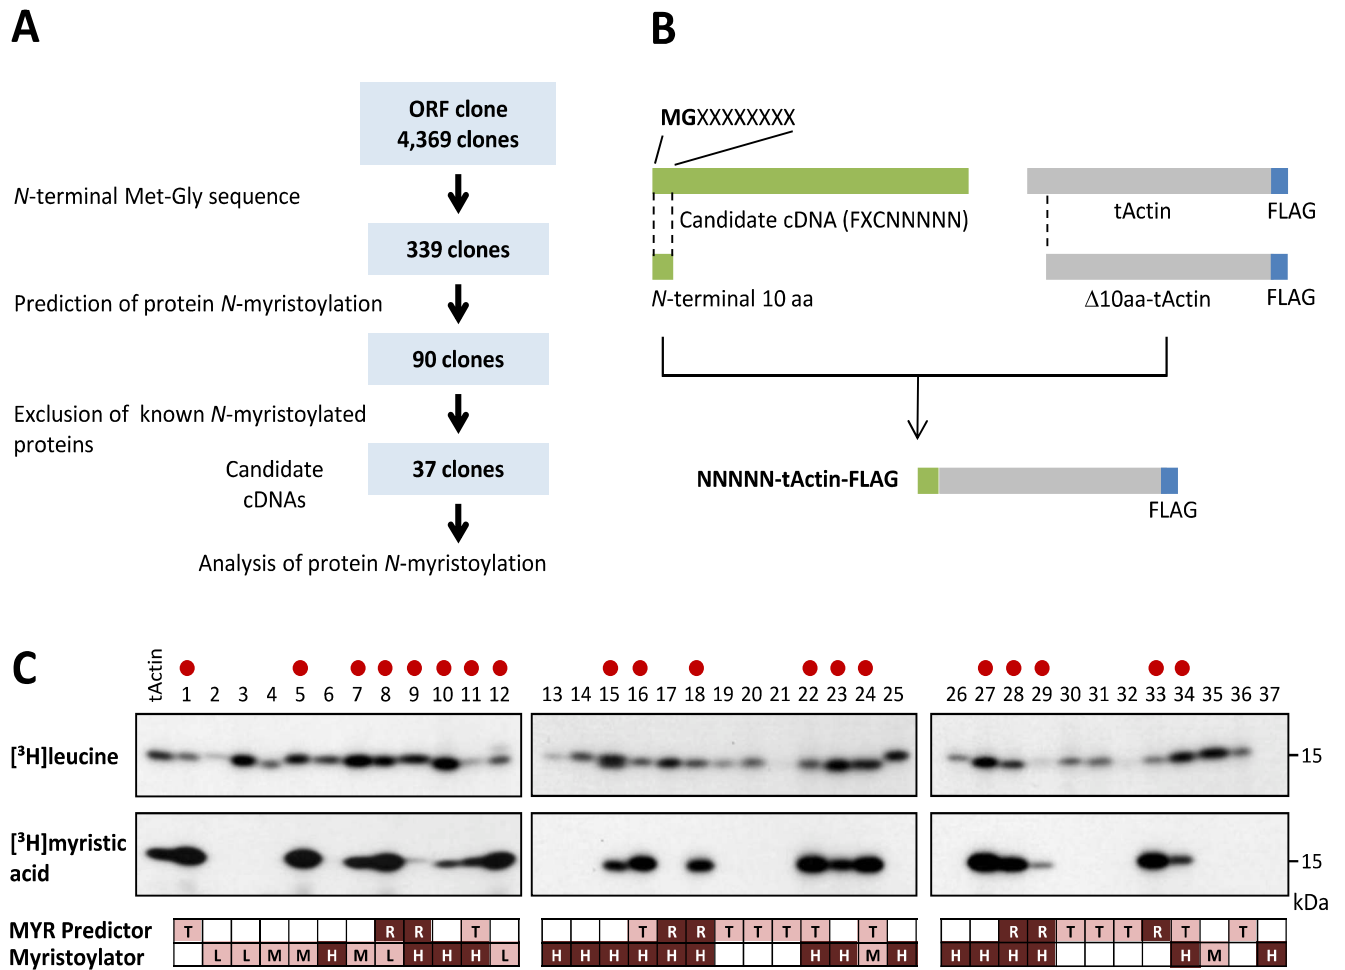 A
ORF clone
4,369 clones
N-terminal Met-Gly sequence
339 clones
Prediction of protein N-myristoylation
90 clones
Exclusion of known N-myristoylated
proteins
37 clones
Candidate
cDNAs
Analysis of protein N-myristoylation
B
MGXXXXXXXX
Candidate cDNA (FXCNNNNN)
tActin
FLAG
N-terminal 10 aa
Δ10aa-tActin
FLAG
NNNNN-tActin-FLAG
FLAG
C
tActin
1 2 3 4 5 6 7 8 9 10 11 12 13 14 15 16 17 18 19 20 21 22 23 24 25 26 27 28 29 30 31 32 33 34 35 36 37
[³H]leucine
15
[³H]myristic
acid
15
kDa
MYR Predictor T R R T T R R T T T T T R R T T T R T T
Myristoylator L L M M H M L H H H L H H H H H H H H M H H H H H H M H